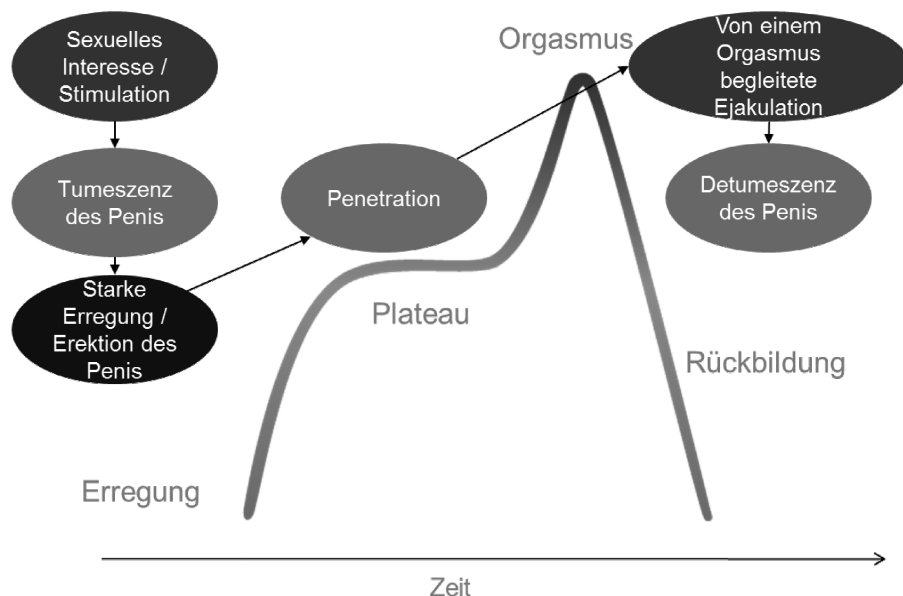 Sexuelles
Interesse /
Stimulation
Tumeszenz
des Penis
Starke
Erregung /
Erektion des
Penis
Penetration
Orgasmus
Von einem
Orgasmus
begleitete
Ejakulation
Detumeszenz
des Penis
Plateau
Rückbildung
Erregung
Zeit